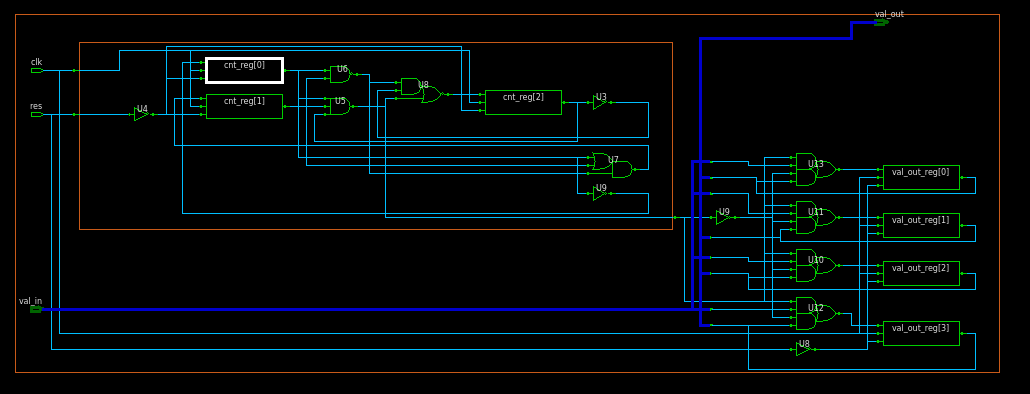 val_out
clk
cnt_reg[0]
U6
U8
cnt_reg[1]
U5
cnt_reg[2]
U3
res
U4
U7
U9
U13
val_out_reg[0]
U9
U11
val_out_reg[1]
U10
val_out_reg[2]
val_in
U12
val_out_reg[3]
U8